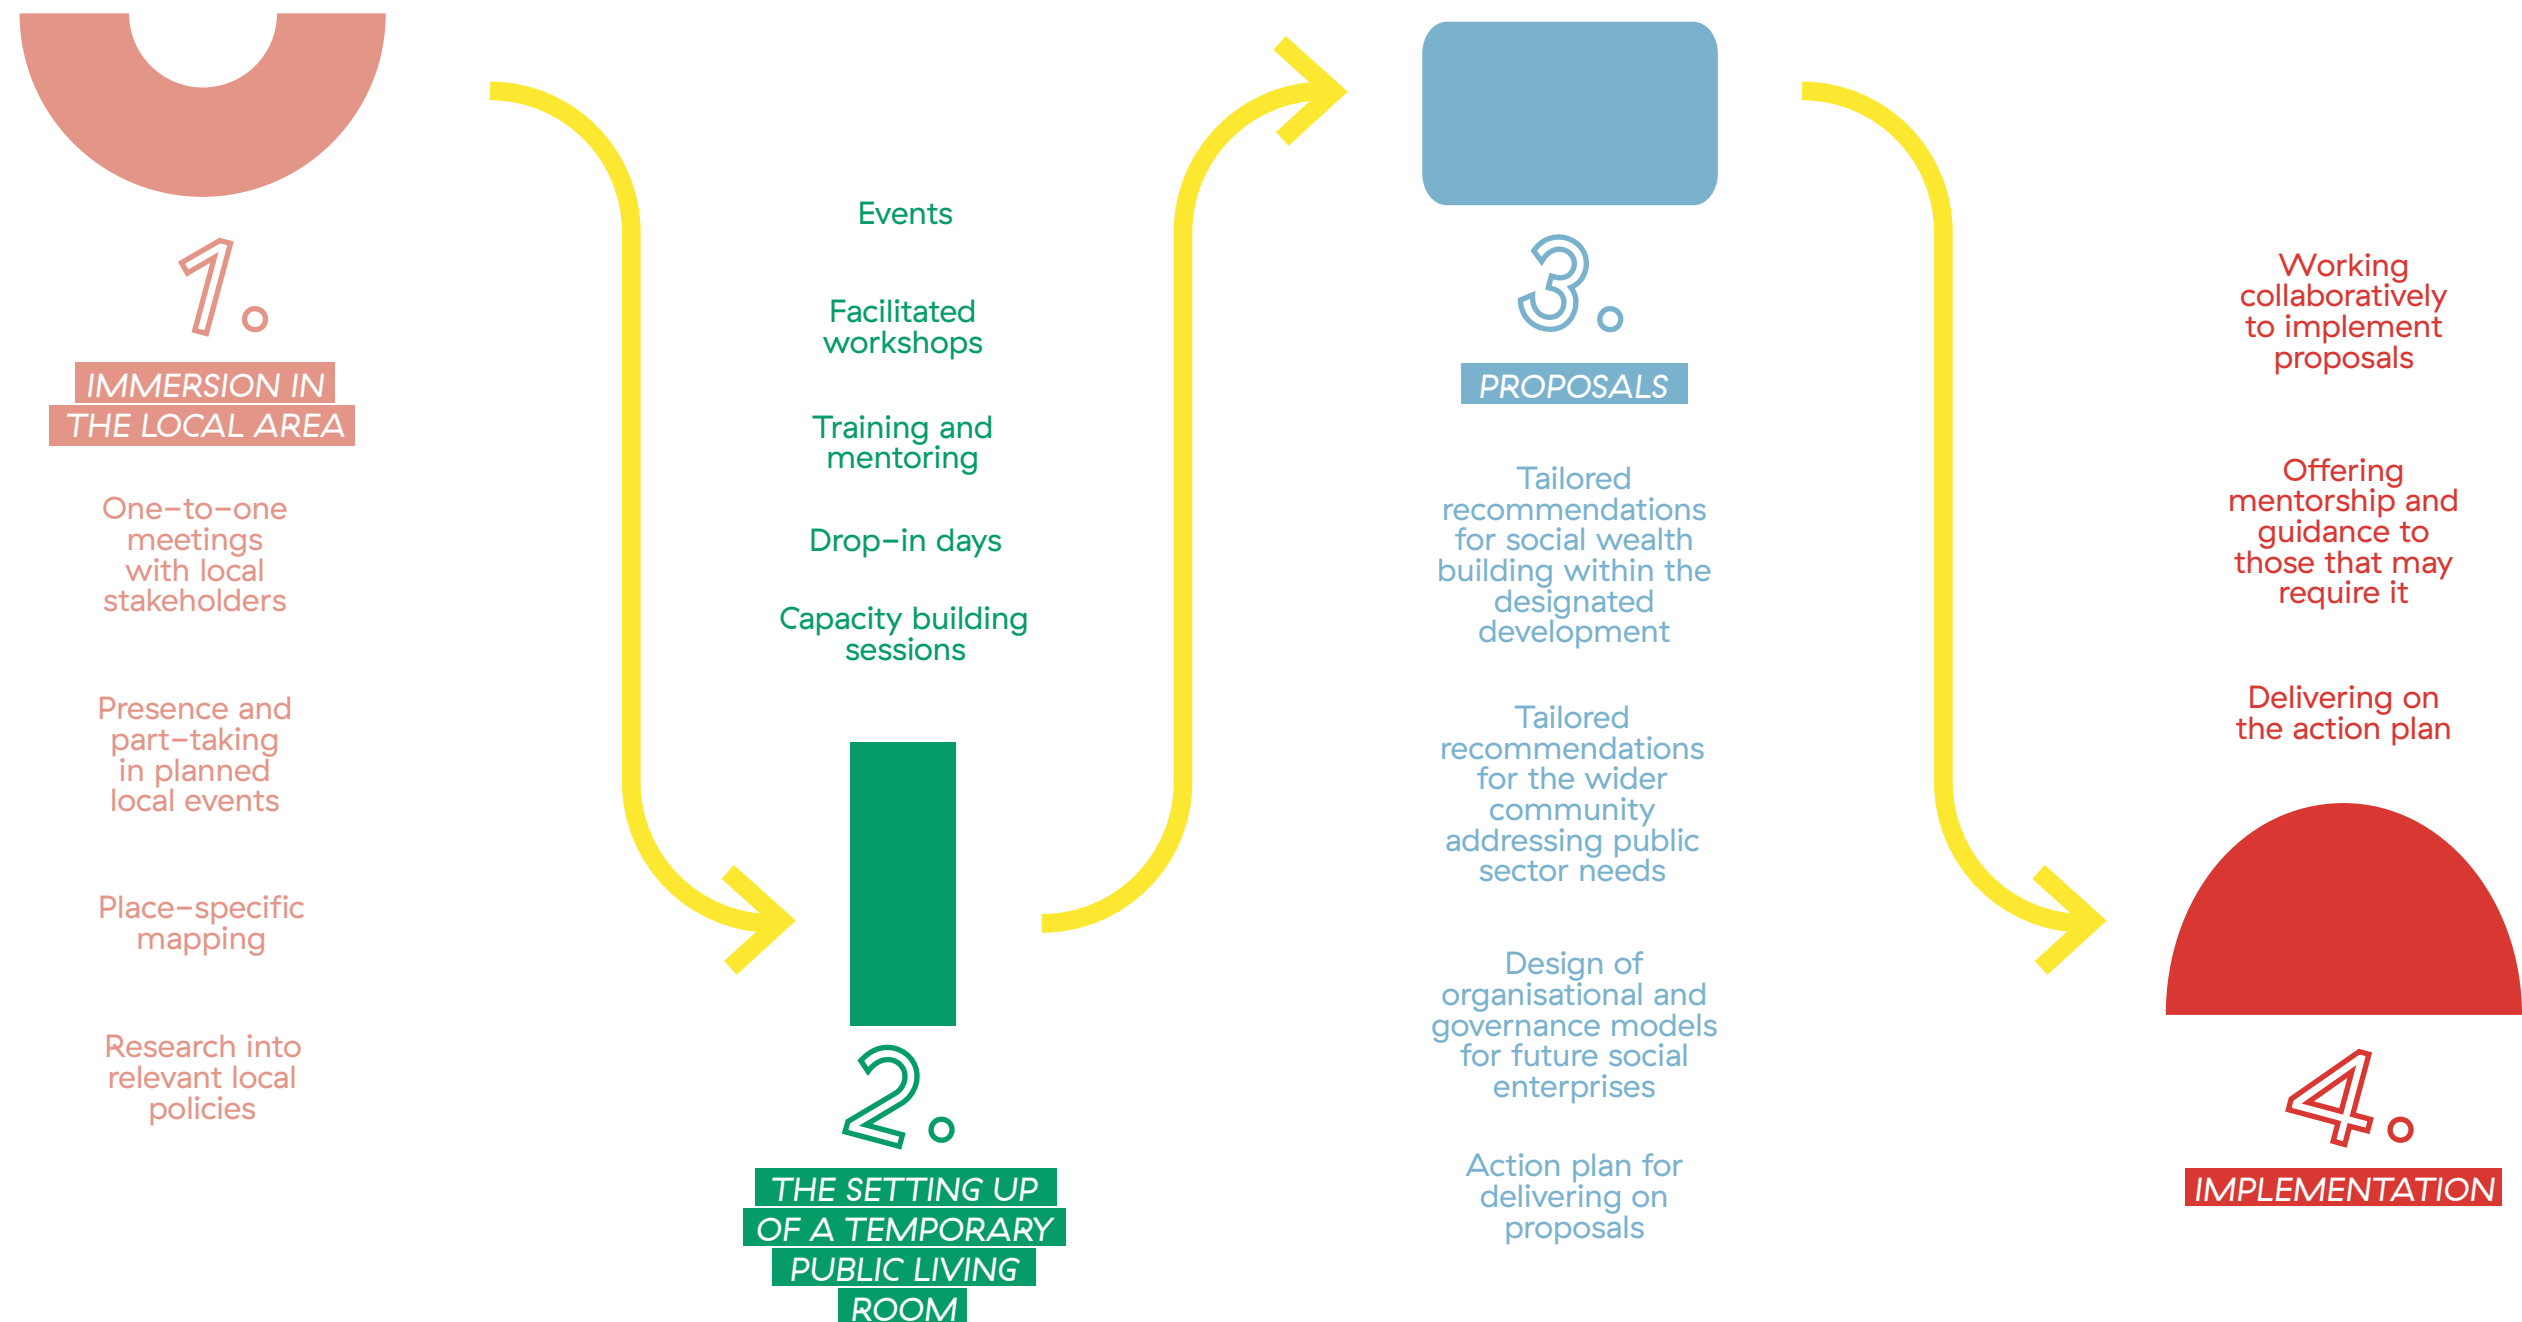 1.
IMMERSION IN
THE LOCAL AREA
One-to-one
meetings
with local
stakeholders
Presence and
part-taking
in planned
local events
Place-specific
mapping
Research into
relevant local
policies
Events
Facilitated
workshops
Training and
mentoring
Drop-in days
Capacity building
sessions
2.
THE SETTING UP
OF A TEMPORARY
PUBLIC LIVING
ROOM
3.
PROPOSALS
Tailored
recommendations
for social wealth
building within the
designated
development
Tailored
recommendations
for the wider
community
addressing public
sector needs
Design of
organisational and
governance models
for future social
enterprises
Action plan for
delivering on
proposals
Working
collaboratively
to implement
proposals
Offering
mentorship and
guidance to
those that may
require it
Delivering on
the action plan
4.
IMPLEMENTATION